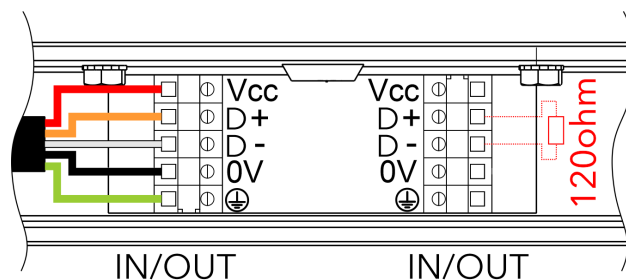 Vcc Vcc
D+ D+
D- D-
0V 0V
120ohm
IN/OUT IN/OUT